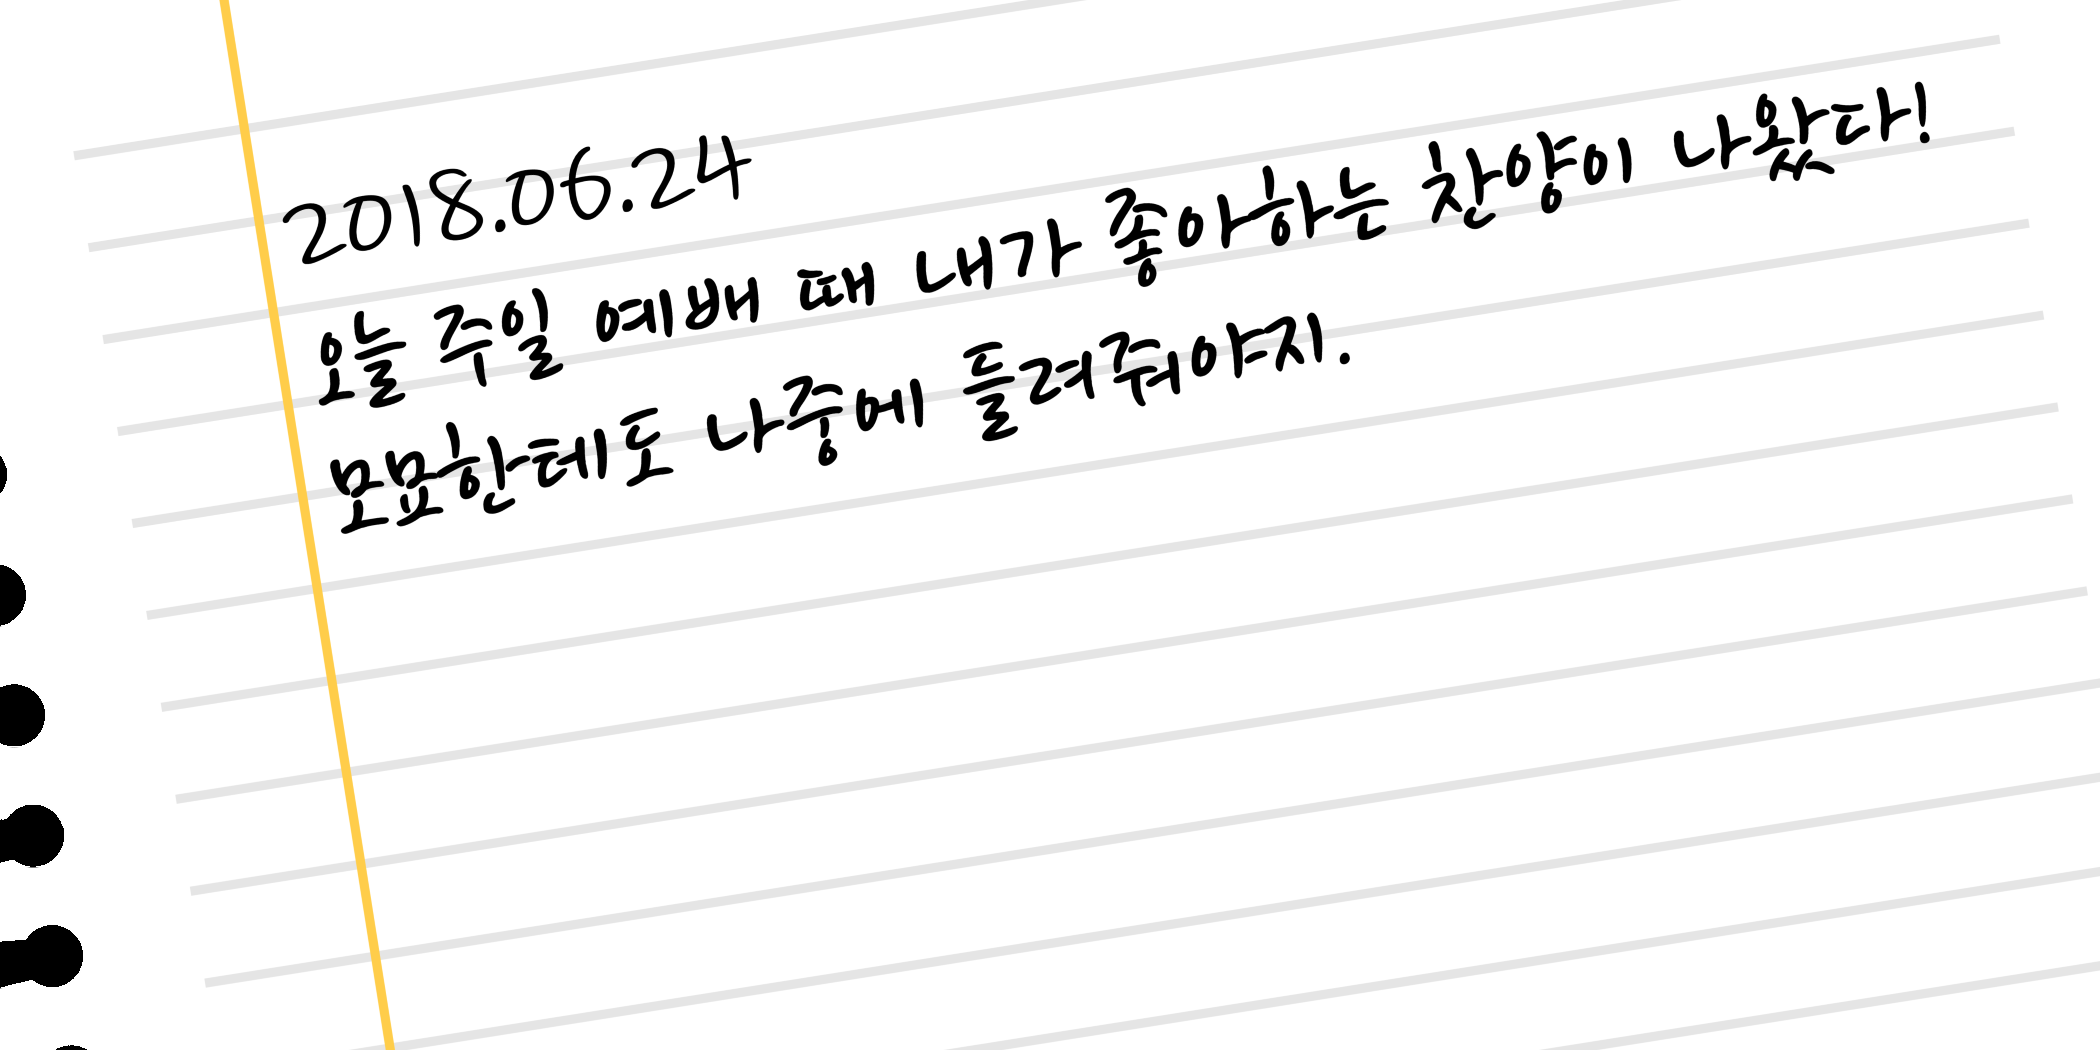 2018.06.24
오늘 주일 예배 때 내가 좋아하는 찬양이 나왔다!
모묘한테도 나중에 들려줘야지.